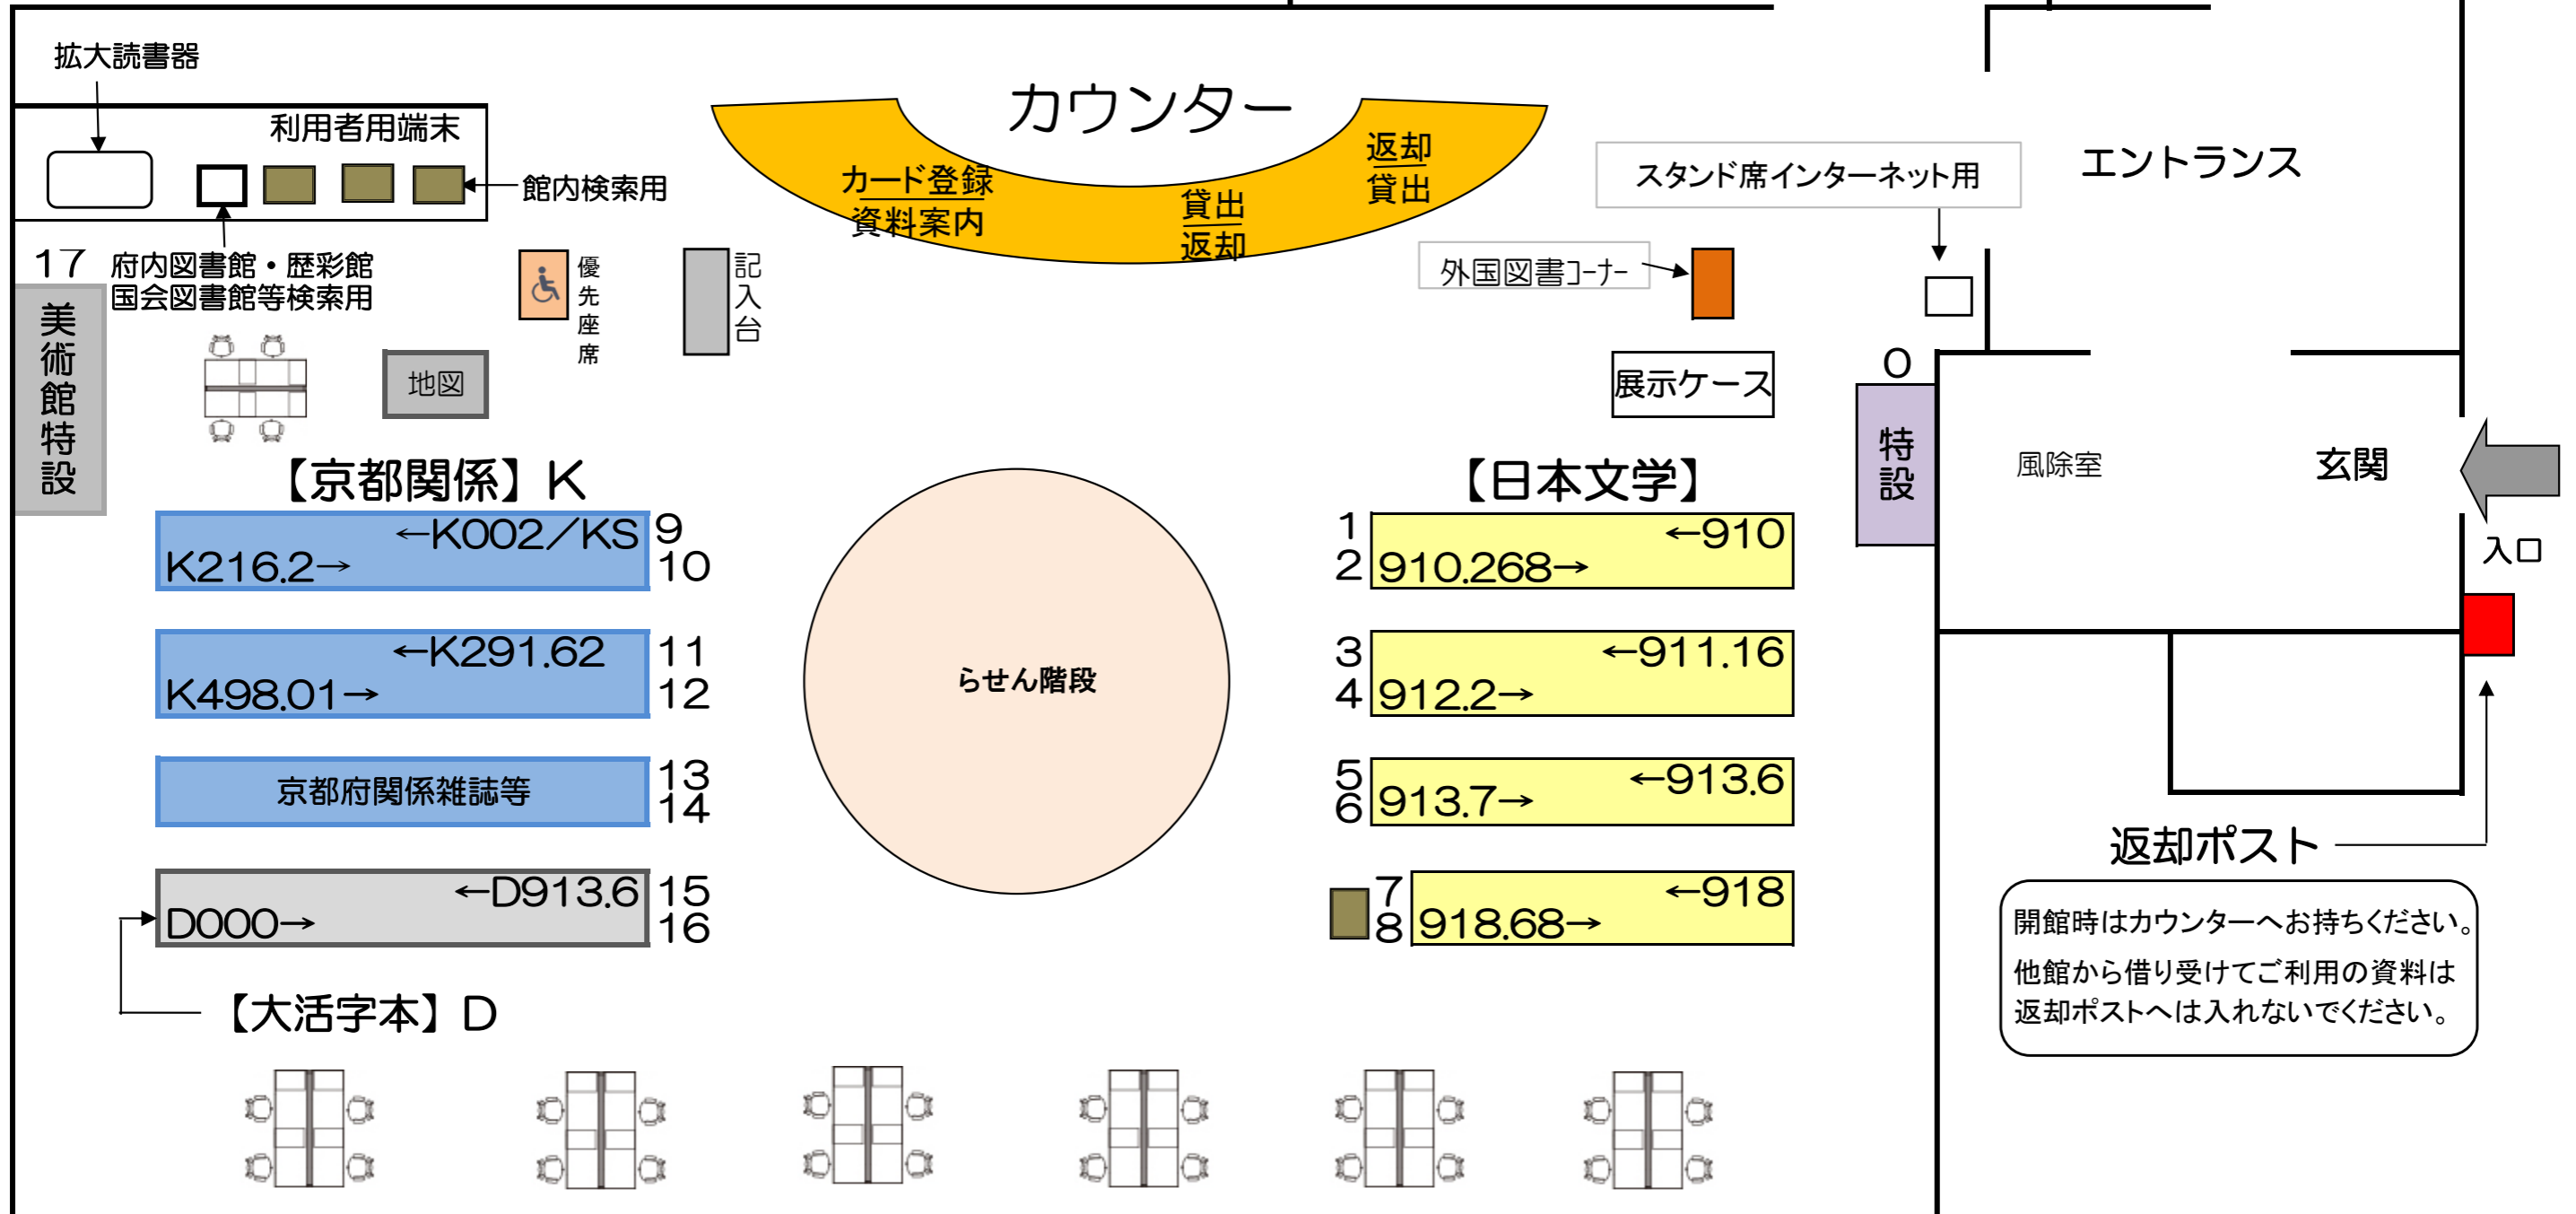 拡大読書器
利用者用端末
館内検索用
17
府内図書館・歴彩館
国会図書館等検索用
美術館特設
地図
優先座席
記入台
カウンター
カード登録
資料案内
貸出
返却
返却
貸出
スタンド席インターネット用
外国図書コーナー
展示ケース
エントランス
0
特設
風除室
玄関
入口
【京都関係】K
←K002/KS 9
K216.2→ 10
←K291.62 11
K498.01→ 12
京都府関係雑誌等
13
14
←D913.6 15
D000→ 16
【大活字本】D
らせん階段
【日本文学】
1 ←910
2 910.268→
3 ←911.16
4 912.2→
5 ←913.6
6 913.7→
7 ←918
8 918.68→
返却ポスト
開館時はカウンターへお持ちください。
他館から借り受けてご利用の資料は
返却ポストへは入れないでください。